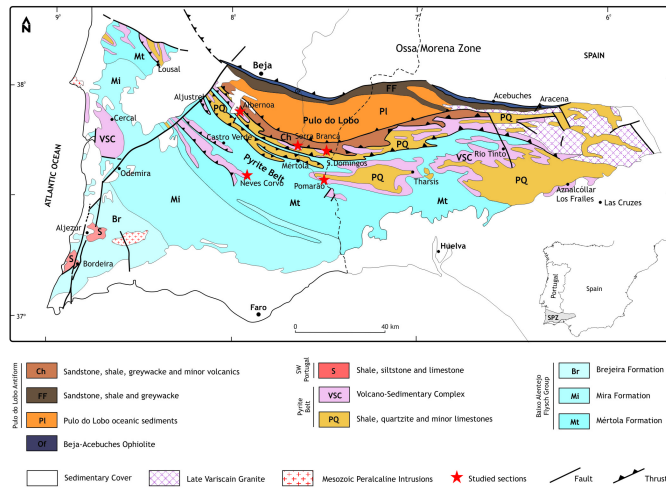 N
8°
7°
6°
Ossa/Morena Zone
SPAIN
Beja
Mt
Lousal
38°
38°
Mi
FF
Acebuches
Aracena
Aljustrel
Albernoa
Pulo do Lobo
Pl
PQ
PQ
Cercal
VSC
Ch
Serra Branca
PQ
Castro Verde
VSC
Rio Tinto
Pyrite Belt
Mértola
S. Domingos
ATLANTIC OCEAN
Odemira
Neves Corvo
Pomarão
PQ
Tharsis
PQ
Aznalcóllar
Los Frailes
Las Cruces
Mi
Mt
Mt
Br
Aljezur
S
Huelva
S
Bordeira
Portugal
Spain
SPZ
37°
37°
Faro
0
40 km
Pulo do Lobo Antiform
Ch
Sandstone, shale, greywacke and minor volcanics
FF
Sandstone, shale and greywacke
Pl
Pulo do Lobo oceanic sediments
Of
Beja-Acebuches Ophiolite
SW Portugal
S
Shale, siltstone and limestone
Pyrite Belt
VSC
Volcano-Sedimentary Complex
PQ
Shale, quartzite and minor limestones
Baixo Alentejo Flysch Group
Br
Brejeira Formation
Mi
Mira Formation
Mt
Mértola Formation
Sedimentary Cover
Late Variscain Granite
Mesozoic Peralcaline Intrusions
Studied sections
Fault
Thrus